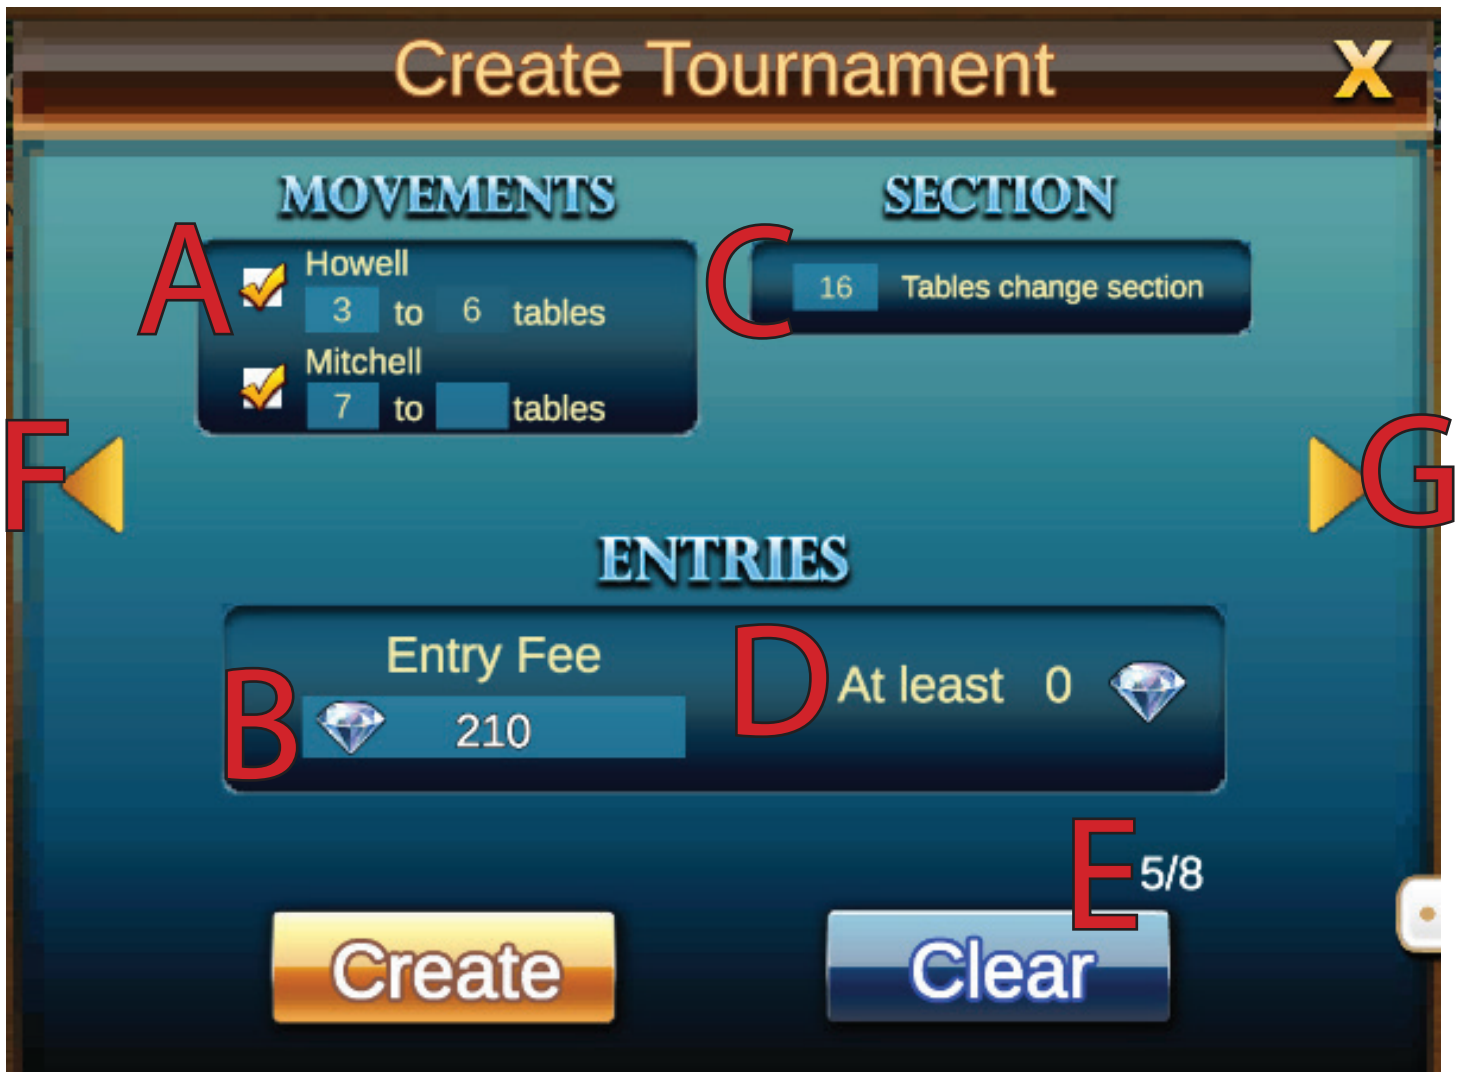 Create Tournament X
MOVEMENTS
A
Howell
3 to 6 tables
Mitchell
7 to tables
SECTION
C
16 Tables change section
F
G
ENTRIES
Entry Fee
B
210
D
At least 0
E
5/8
Create
Clear